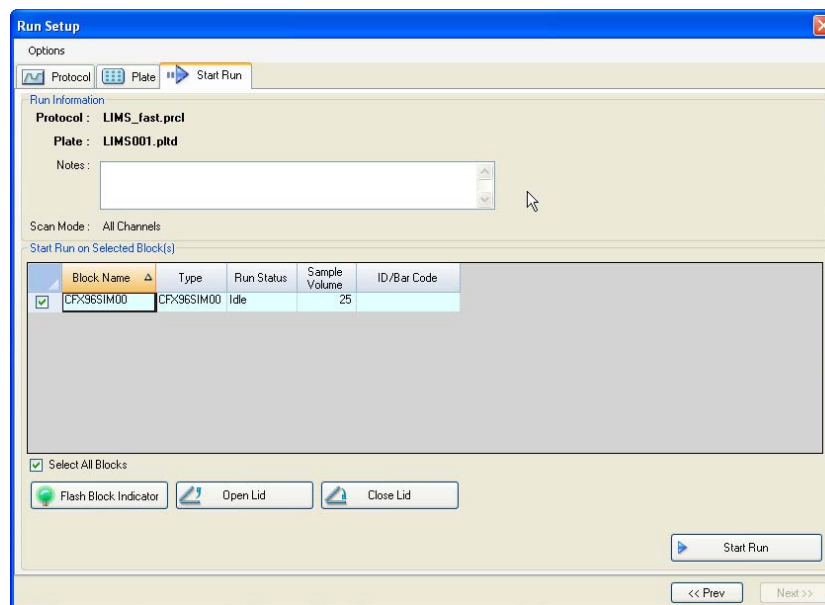 Run Setup
Options
Protocol Plate Start Run
Run Information
Protocol : LIMS_fast.prcl
Plate : LIMS001.pltd
Notes :
Scan Mode : All Channels
Start Run on Selected Block(s)
Block Name Type Run Status Sample Volume ID/Bar Code
CFX96SIM00 CFX96SIM00 Idle 25
Select All Blocks
Flash Block Indicator Open Lid Close Lid
Start Run
<< Prev Next >>